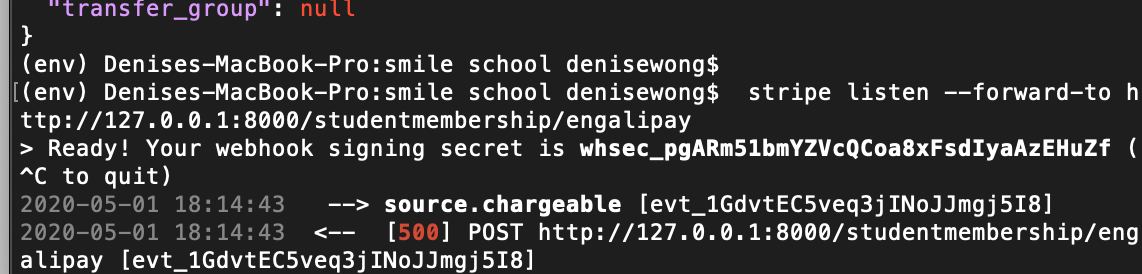 "transfer_group": null
}
(env) Denises-MacBook-Pro:smile school denisewong$
[(env) Denises-MacBook-Pro:smile school denisewong$  stripe listen --forward-to h
ttp://127.0.0.1:8000/studentmembership/engalipay
> Ready! Your webhook signing secret is whsec_pgARm51bmYZVcQCoa8xFsdIyaAzEHuZf (
^C to quit)
2020-05-01 18:14:43   --> source.chargeable [evt_1GdvtEC5veq3jINoJJmgj5I8]
2020-05-01 18:14:43  <--  [500] POST http://127.0.0.1:8000/studentmembership/eng
alipay [evt_1GdvtEC5veq3jINoJJmgj5I8]